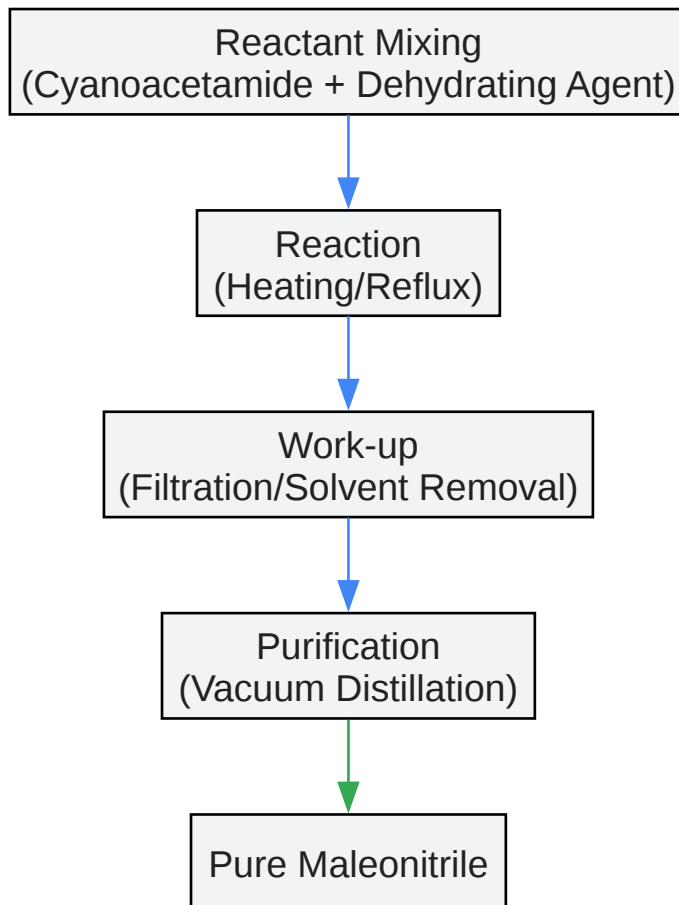 Reactant Mixing
(Cyanoacetamide + Dehydrating Agent)
Reaction
(Heating/Reflux)
Work-up
(Filtration/Solvent Removal)
Purification
(Vacuum Distillation)
Pure Maleonitrile